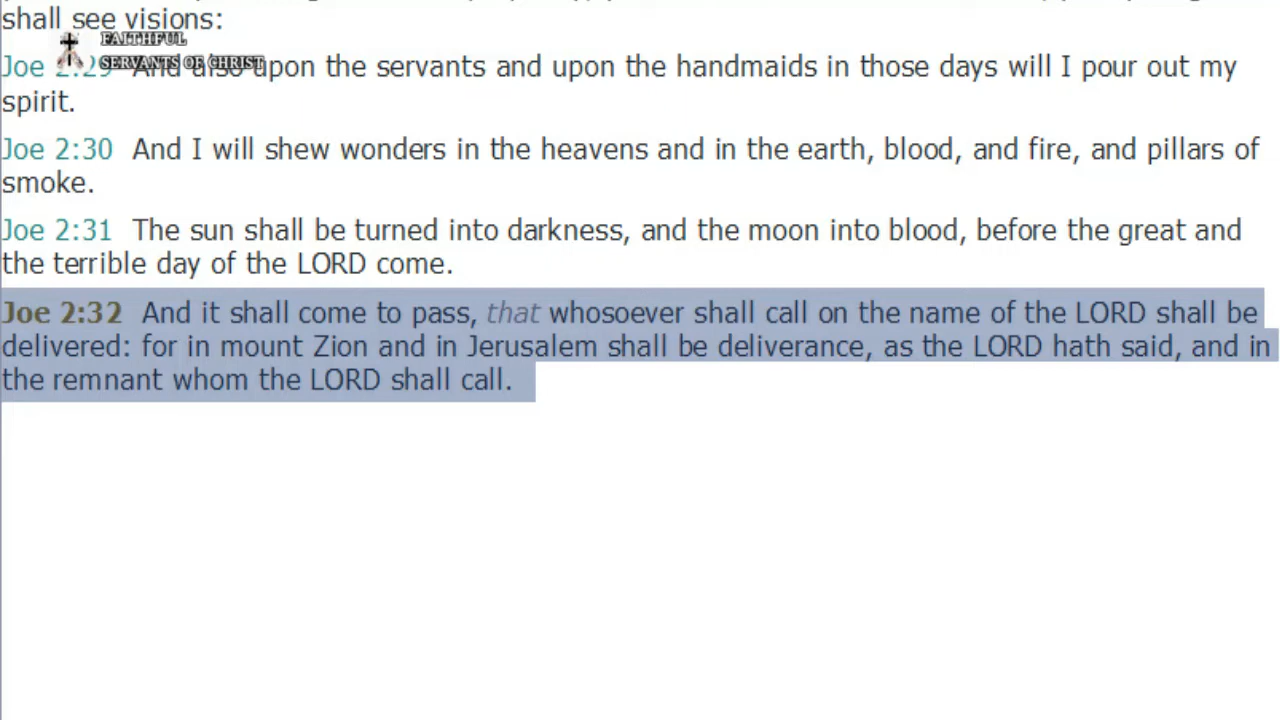 shall see visions:
FAITHFUL
SERVANTS OF CHRIST
Joe 2:29 And also upon the servants and upon the handmaids in those days will I pour out my
spirit.
Joe 2:30 And I will shew wonders in the heavens and in the earth, blood, and fire, and pillars of
smoke.
Joe 2:31 The sun shall be turned into darkness, and the moon into blood, before the great and
the terrible day of the LORD come.
Joe 2:32 And it shall come to pass, that whosoever shall call on the name of the LORD shall be
delivered: for in mount Zion and in Jerusalem shall be deliverance, as the LORD hath said, and in
the remnant whom the LORD shall call.